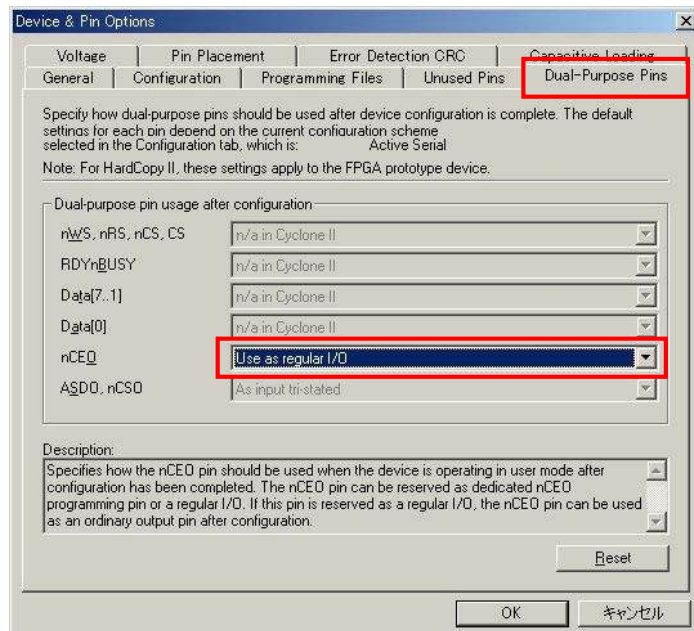 Device & Pin Options
Voltage
Pin Placement
Error Detection CRC
Capacitive Loading
General
Configuration
Programming Files
Unused Pins
Dual-Purpose Pins
Specify how dual-purpose pins should be used after device configuration is complete. The default
settings for each pin depend on the current configuration scheme
selected in the Configuration tab, which is: Active Serial
Note: For HardCopy II, these settings apply to the FPGA prototype device.
Dual-purpose pin usage after configuration
nWS, nRS, nCS, CS
n/a in Cyclone II
RDYnBUSY
n/a in Cyclone II
Data[7..1]
n/a in Cyclone II
Data[0]
n/a in Cyclone II
nCEO
Use as regular I/O
ASDO, nCSO
As input tri-stated
Description:
Specifies how the nCEO pin should be used when the device is operating in user mode after
configuration has been completed. The nCEO pin can be reserved as dedicated nCEO
programming pin or a regular I/O. If this pin is reserved as a regular I/O, the nCEO pin can be used
as an ordinary output pin after configuration.
Reset
OK
キャンセル